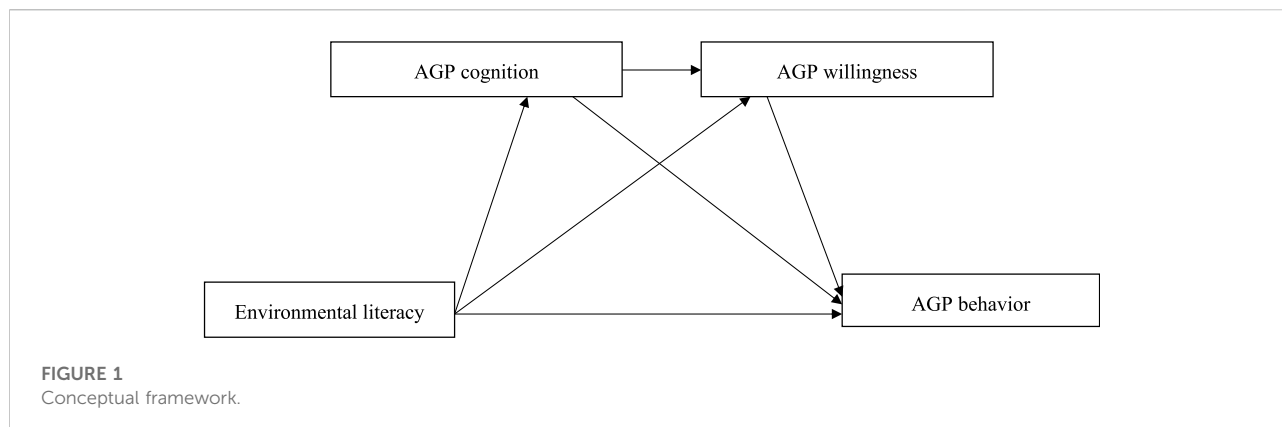 AGP cognition
AGP willingness
Environmental literacy
AGP behavior
FIGURE 1
Conceptual framework.